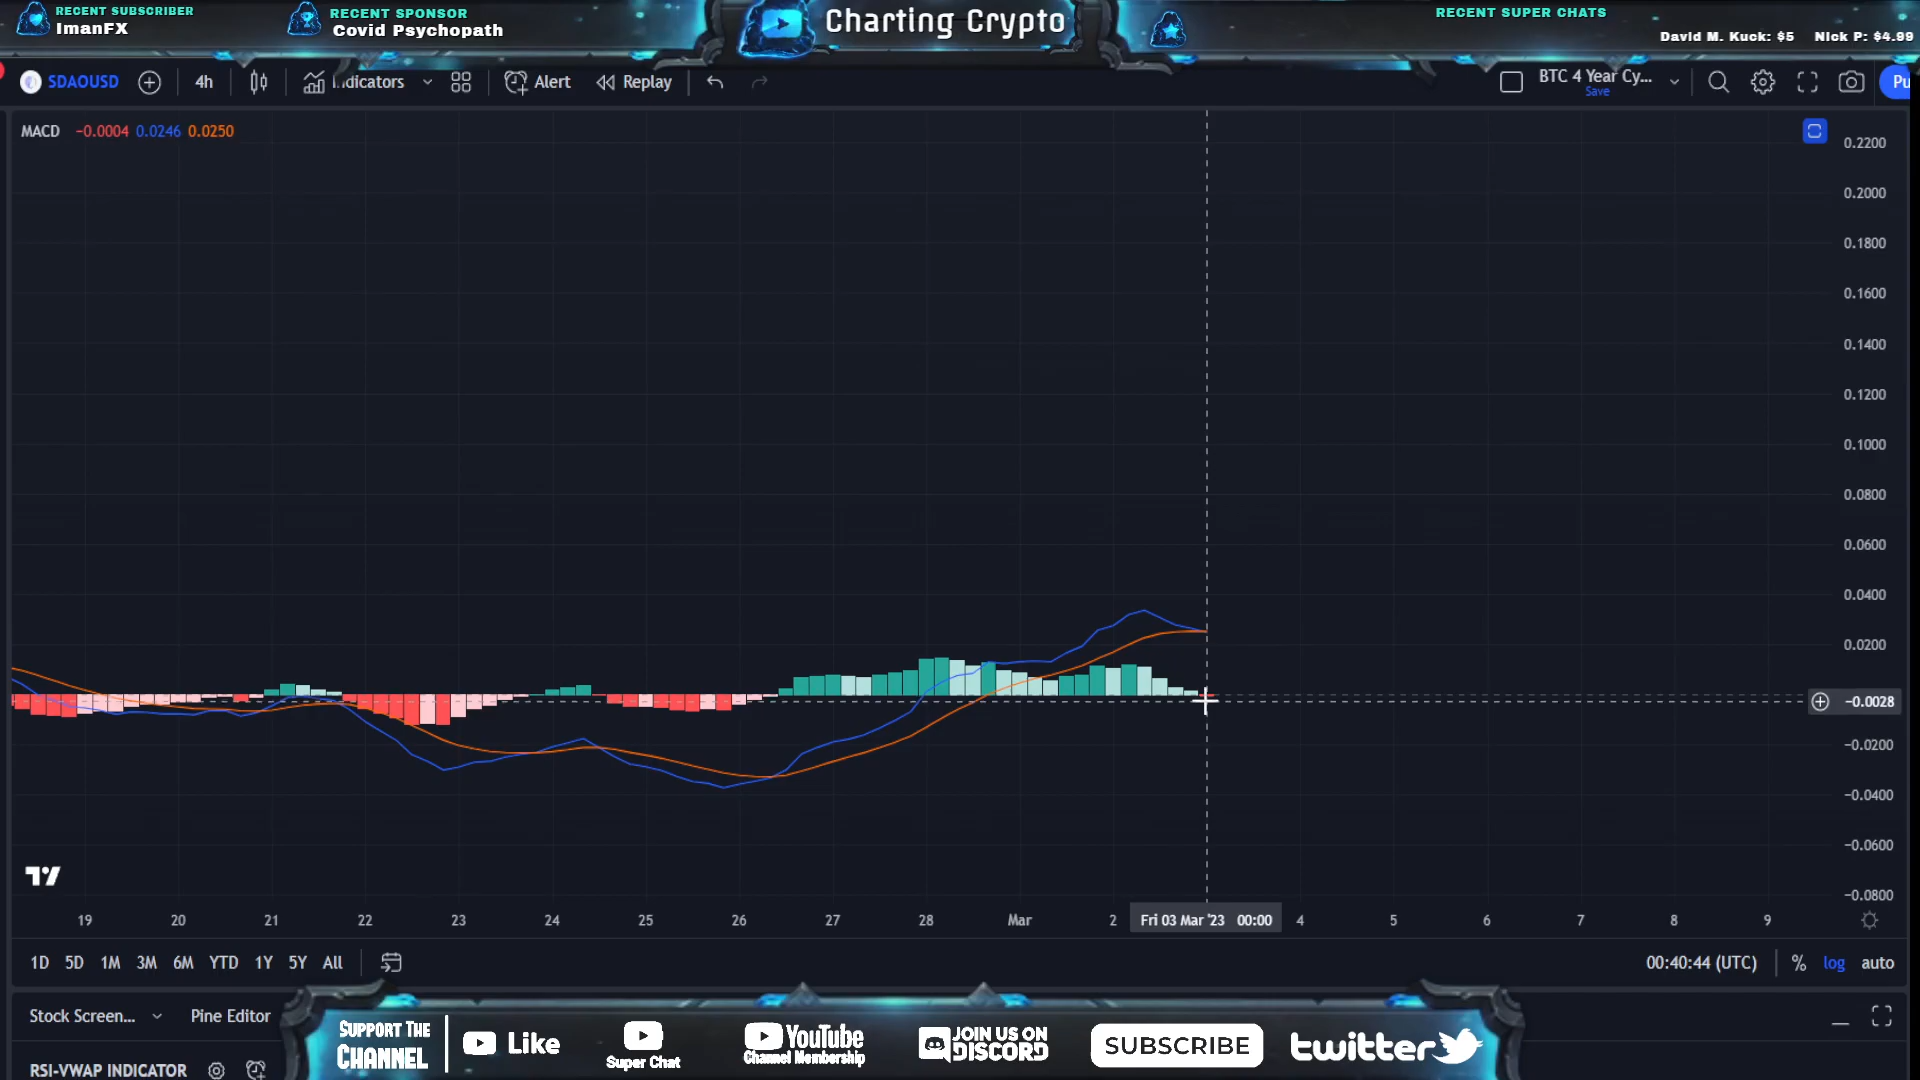 RECENT SUBSCRIBER
ImanFX
RECENT SPONSOR
Covid Psychopath
Charting Crypto
RECENT SUPER CHATS
David M. Kuck: $5 Nick P: $4.99
SDAOUSD 4h Indicators Alert Replay
BTC 4 Year Cy...
Save
Pu
MACD −0.0004 0.0246 0.0250
0.2200
0.2000
0.1800
0.1600
0.1400
0.1200
0.1000
0.0800
0.0600
0.0400
0.0200
−0.0028
−0.0200
−0.0400
−0.0600
−0.0800
19 20 21 22 23 24 25 26 27 28 Mar 2 Fri 03 Mar '23 00:00 4 5 6 7 8 9
1D 5D 1M 3M 6M YTD 1Y 5Y All
00:40:44 (UTC) % log auto
Stock Screen... Pine Editor
RSI-VWAP INDICATOR
SUPPORT THE
CHANNEL
Like
Super Chat
YouTube
Channel Membership
JOIN US ON
DISCORD
SUBSCRIBE
twitter